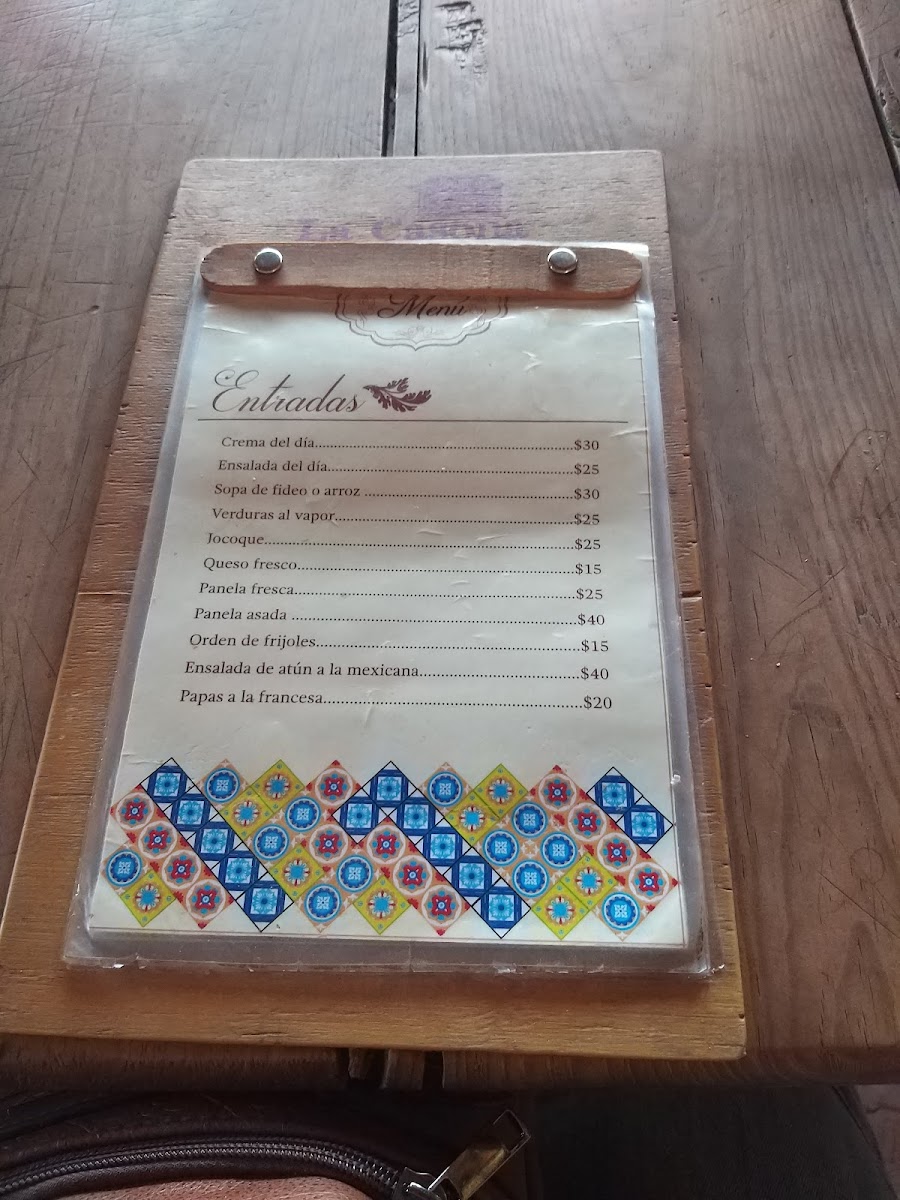 La Casona
Menú
Entradas
Crema del día...........................................................$30
Ensalada del día...........................................................$25
Sopa de fideo o arroz ...........................................................$30
Verduras al vapor...........................................................$25
Jocoque...........................................................$25
Queso fresco...........................................................$15
Panela fresca...........................................................$25
Panela asada ...........................................................$40
Orden de frijoles...........................................................$15
Ensalada de atún a la mexicana...........................................................$40
Papas a la francesa...........................................................$20